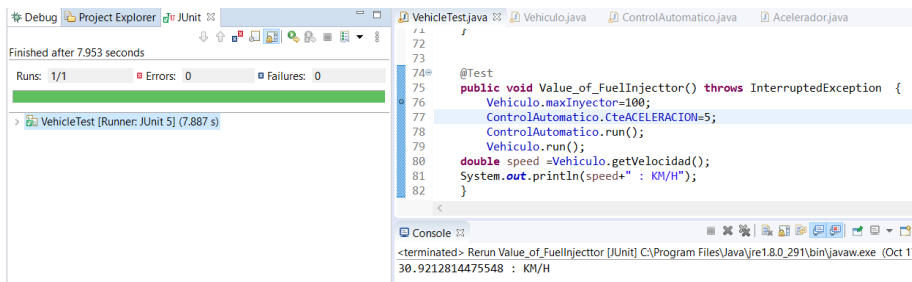 Debug Project Explorer JUnit
Finished after 7.953 seconds
Runs: 1/1 Errors: 0 Failures: 0
VehicleTest [Runner: JUnit 5] (7.887 s)
VehicleTest.java Vehiculo.java ControlAutomatico.java Acelerador.java
71 }
72
73
74 @Test
75 public void Value_of_FuelInjecttor() throws InterruptedException {
76 Vehiculo.maxInyector=100;
77 ControlAutomatico.CteACELERACION=5;
78 ControlAutomatico.run();
79 Vehiculo.run();
80 double speed =Vehiculo.getVelocidad();
81 System.out.println(speed+" : KM/H");
82 }
Console
<terminated> Rerun Value_of_FuelInjecttor [JUnit] C:\Program Files\Java\jre1.8.0_291\bin\javaw.exe (Oct 1
30.9212814475548 : KM/H